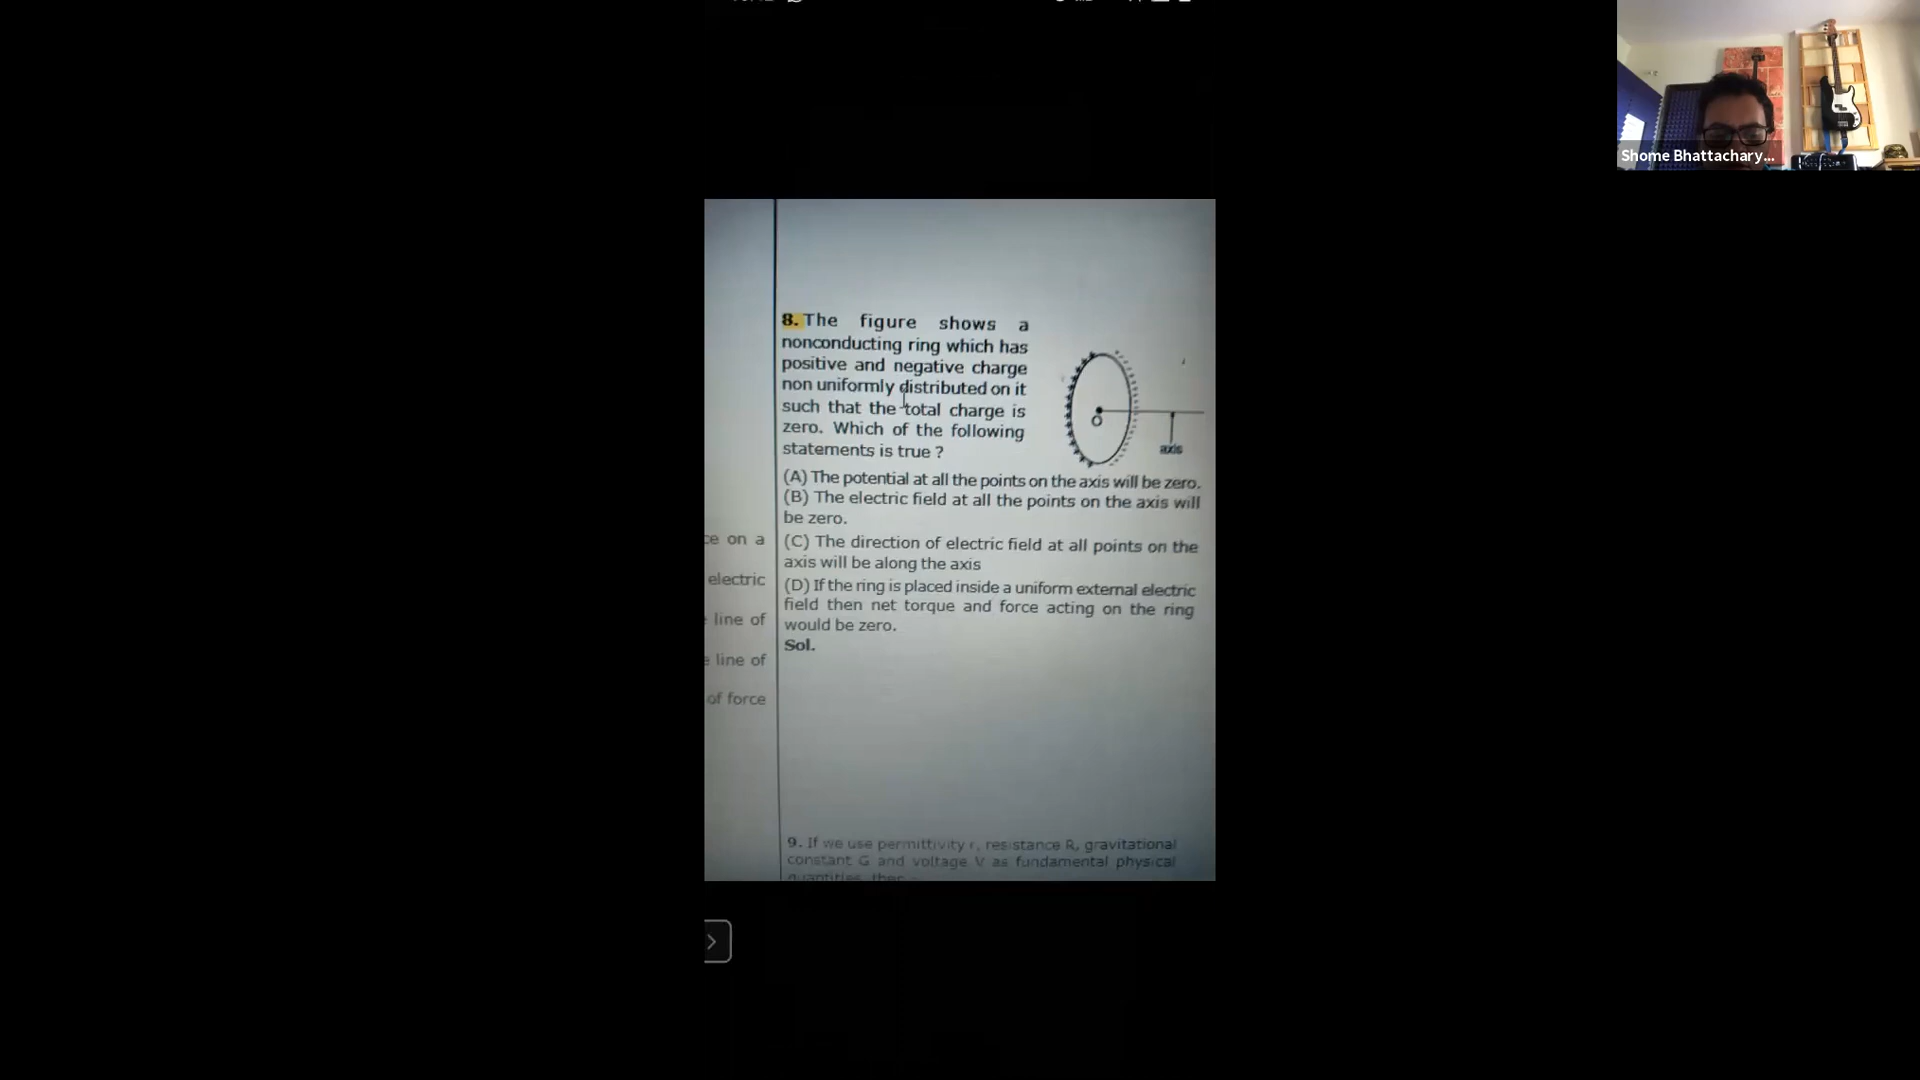 Shome Bhattachary...
8. The figure shows a
nonconducting ring which has
positive and negative charge
non uniformly distributed on it
such that the total charge is
zero. Which of the following
statements is true ?
O
axis
(A) The potential at all the points on the axis will be zero.
(B) The electric field at all the points on the axis will
be zero.
(C) The direction of electric field at all points on the
axis will be along the axis
(D) If the ring is placed inside a uniform external electric
field then net torque and force acting on the ring
would be zero.
Sol.
ce on a
electric
line of
e line of
of force
9. If we use permittivity resistance R, gravitational
constant G and voltage V as fundamental physical
quantities, then